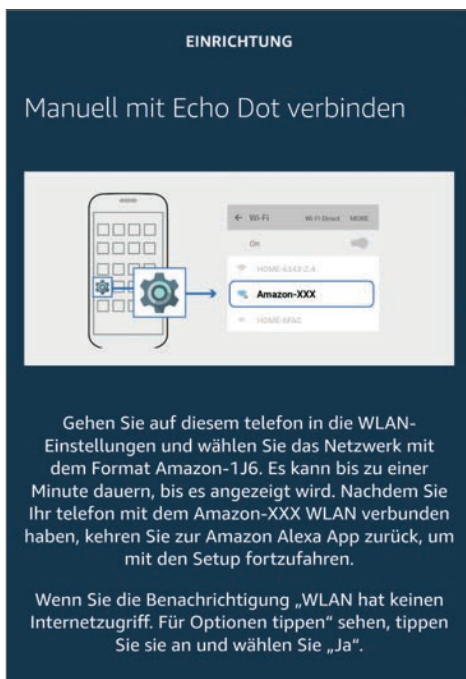 EINRICHTUNG
Manuell mit Echo Dot verbinden
Wi-Fi Wi-Fi Direct MORE
On
HOME-6343-2.4
Amazon-XXX
HOME-6FAC
Gehen Sie auf diesem telefon in die WLAN-
Einstellungen und wählen Sie das Netzwerk mit
dem Format Amazon-1J6. Es kann bis zu einer
Minute dauern, bis es angezeigt wird. Nachdem Sie
Ihr telefon mit dem Amazon-XXX WLAN verbunden
haben, kehren Sie zur Amazon Alexa App zurück, um
mit den Setup fortzufahren.
Wenn Sie die Benachrichtigung „WLAN hat keinen
Internetzugriff. Für Optionen tippen“ sehen, tippen
Sie sie an und wählen Sie „Ja“.